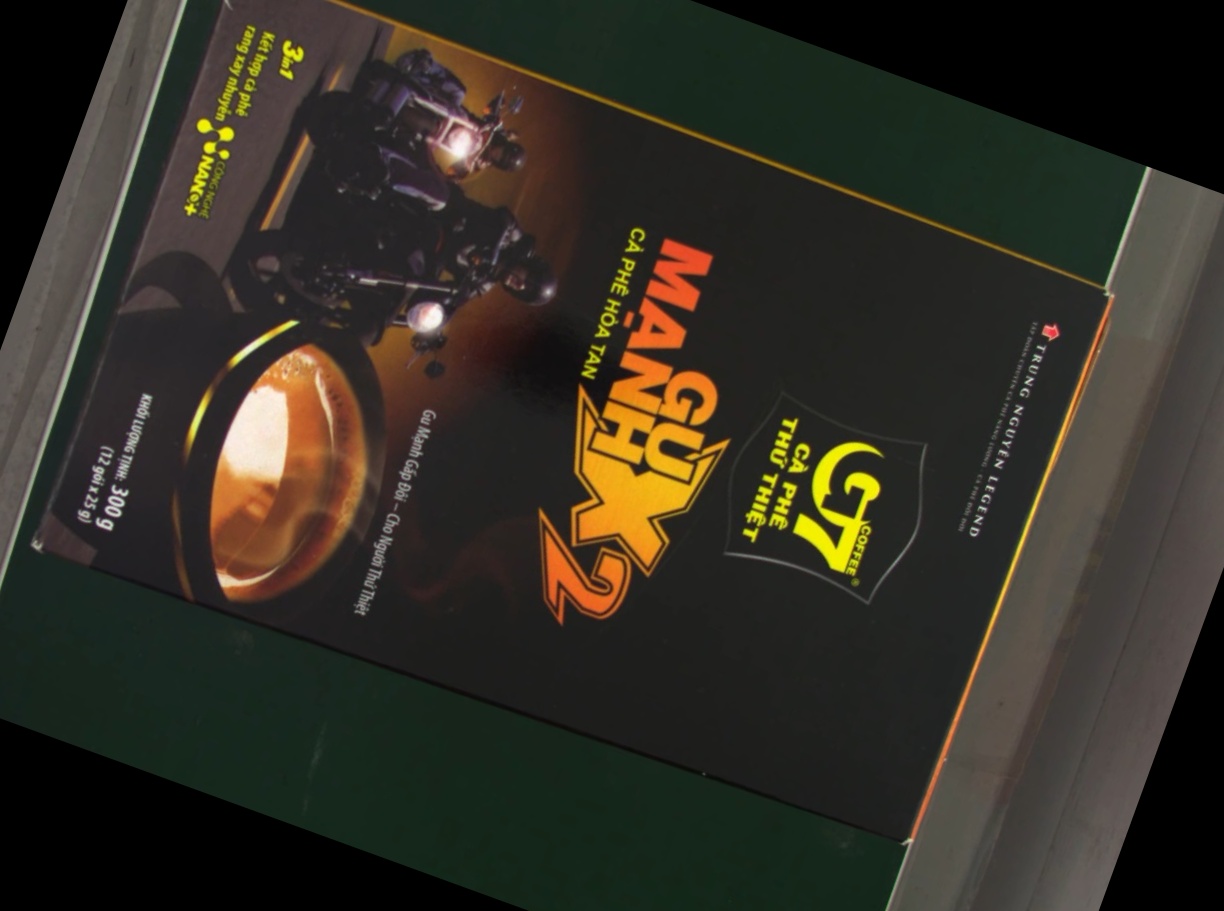 TRUNG NGUYÊN LEGEND
G7
COFFEE®
CÀ PHÊ
THỨ THIỆT
GU
MẠNH X2
CÀ PHÊ HÒA TAN
Gu Mạnh Gấp Đôi – Cho Người Thứ Thiệt
3in1
Kết hợp cà phê
rang xay nhuyễn
CÔNG NGHỆ
NANO+
KHỐI LƯỢNG TỊNH: 300 g
(12 gói x 25 g)